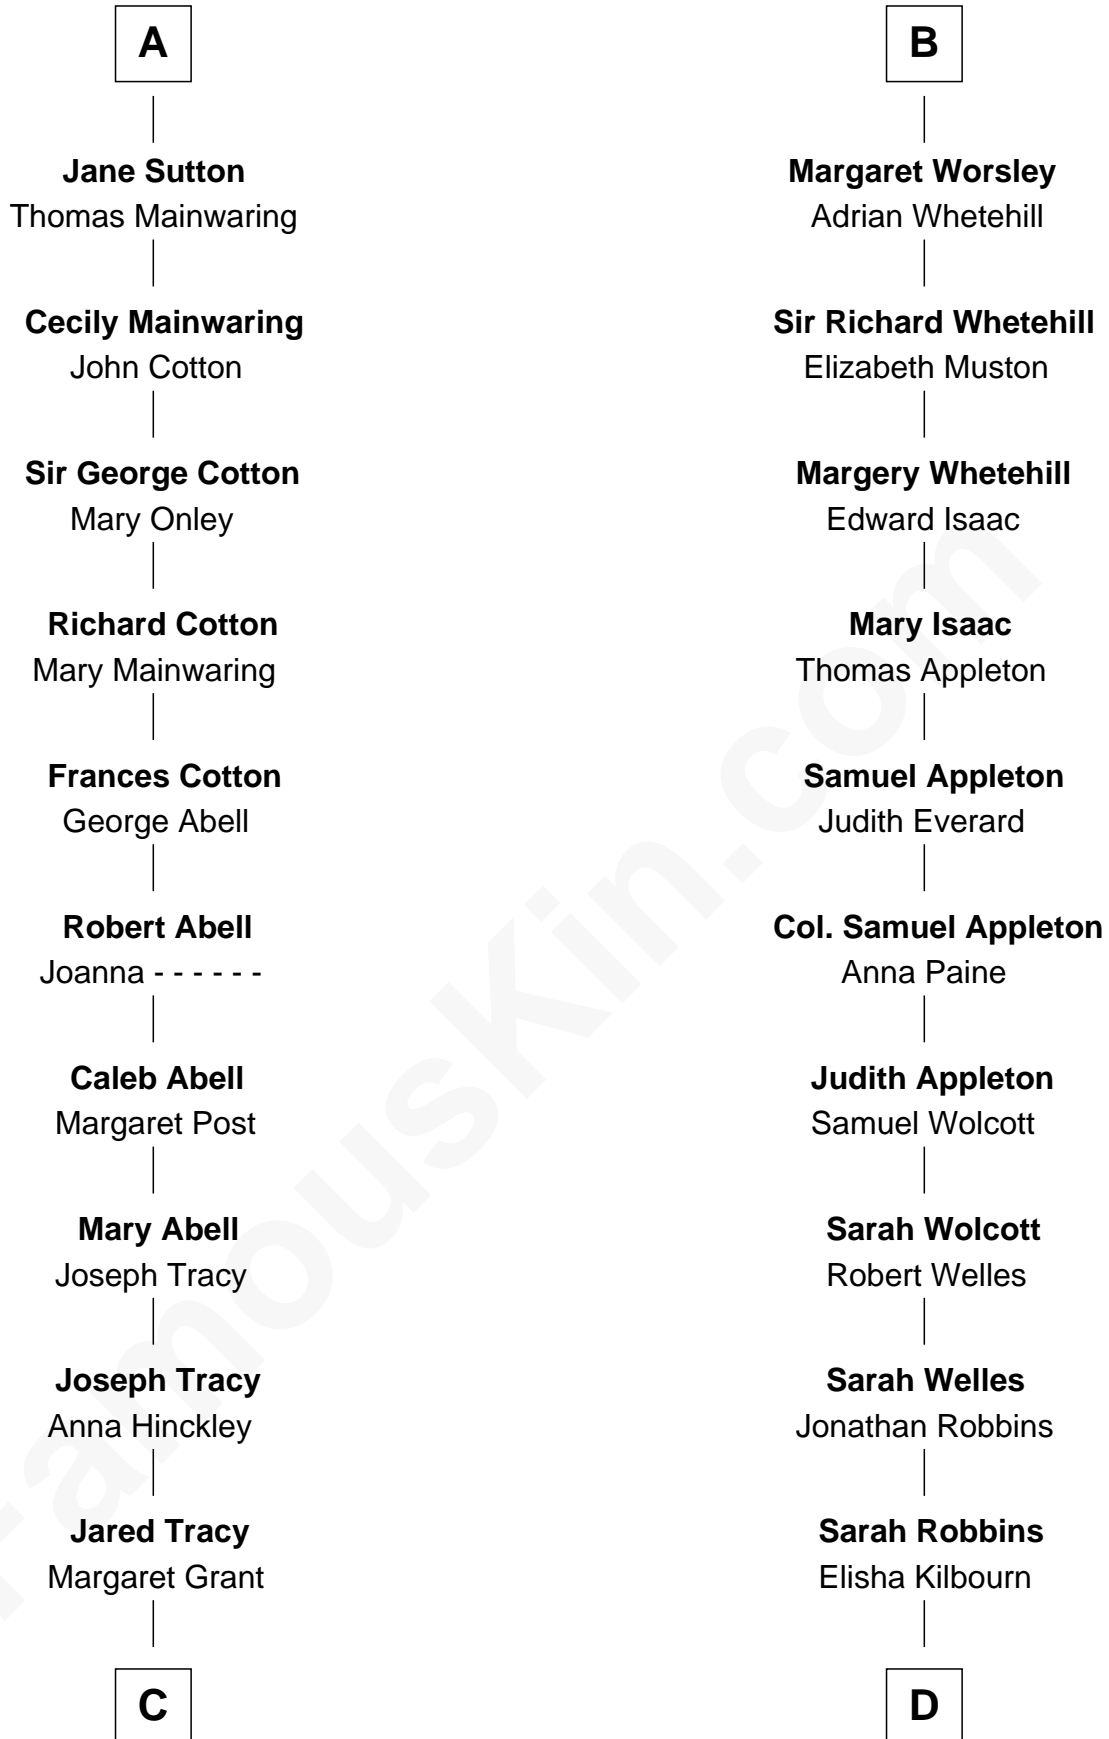 A
Jane Sutton
Thomas Mainwaring
Cecily Mainwaring
John Cotton
Sir George Cotton
Mary Onley
Richard Cotton
Mary Mainwaring
Frances Cotton
George Abell
Robert Abell
Joanna - - - - - -
Caleb Abell
Margaret Post
Mary Abell
Joseph Tracy
Joseph Tracy
Anna Hinckley
Jared Tracy
Margaret Grant
C
B
Margaret Worsley
Adrian Whetehill
Sir Richard Whetehill
Elizabeth Muston
Margery Whetehill
Edward Isaac
Mary Isaac
Thomas Appleton
Samuel Appleton
Judith Everard
Col. Samuel Appleton
Anna Paine
Judith Appleton
Samuel Wolcott
Sarah Wolcott
Robert Welles
Sarah Welles
Jonathan Robbins
Sarah Robbins
Elisha Kilbourn
D
FamousKin.com